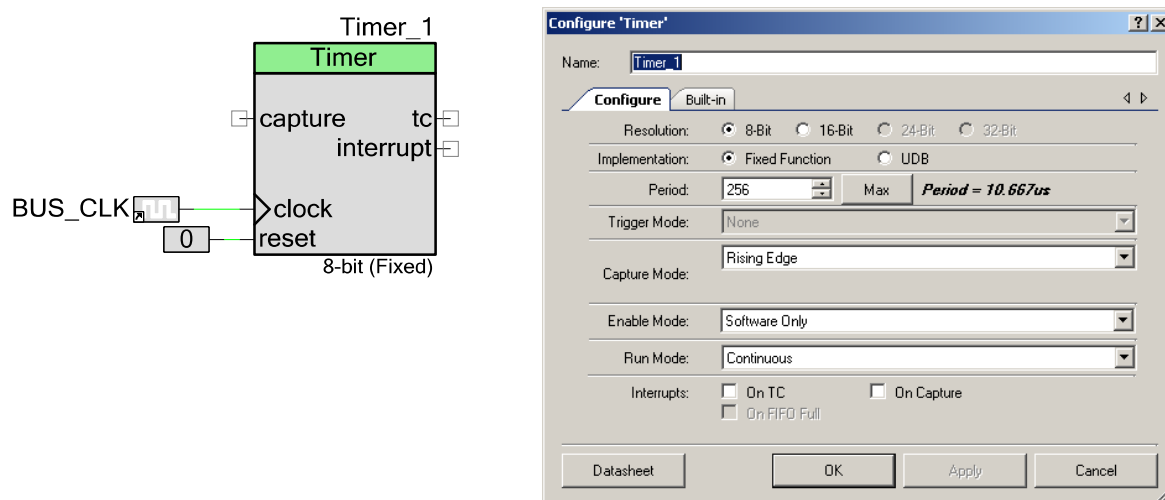 Timer_1
Timer
capture
tc
interrupt
BUS_CLK
clock
0
reset
8-bit (Fixed)
Configure 'Timer'
?
Name: Timer_1
Configure Built-in
Resolution: 8-Bit 16-Bit 24-Bit 32-Bit
Implementation: Fixed Function UDB
Period: 256 Max Period = 10.667us
Trigger Mode: None
Capture Mode: Rising Edge
Enable Mode: Software Only
Run Mode: Continuous
Interrupts: On TC On Capture
On FIFO Full
Datasheet OK Apply Cancel